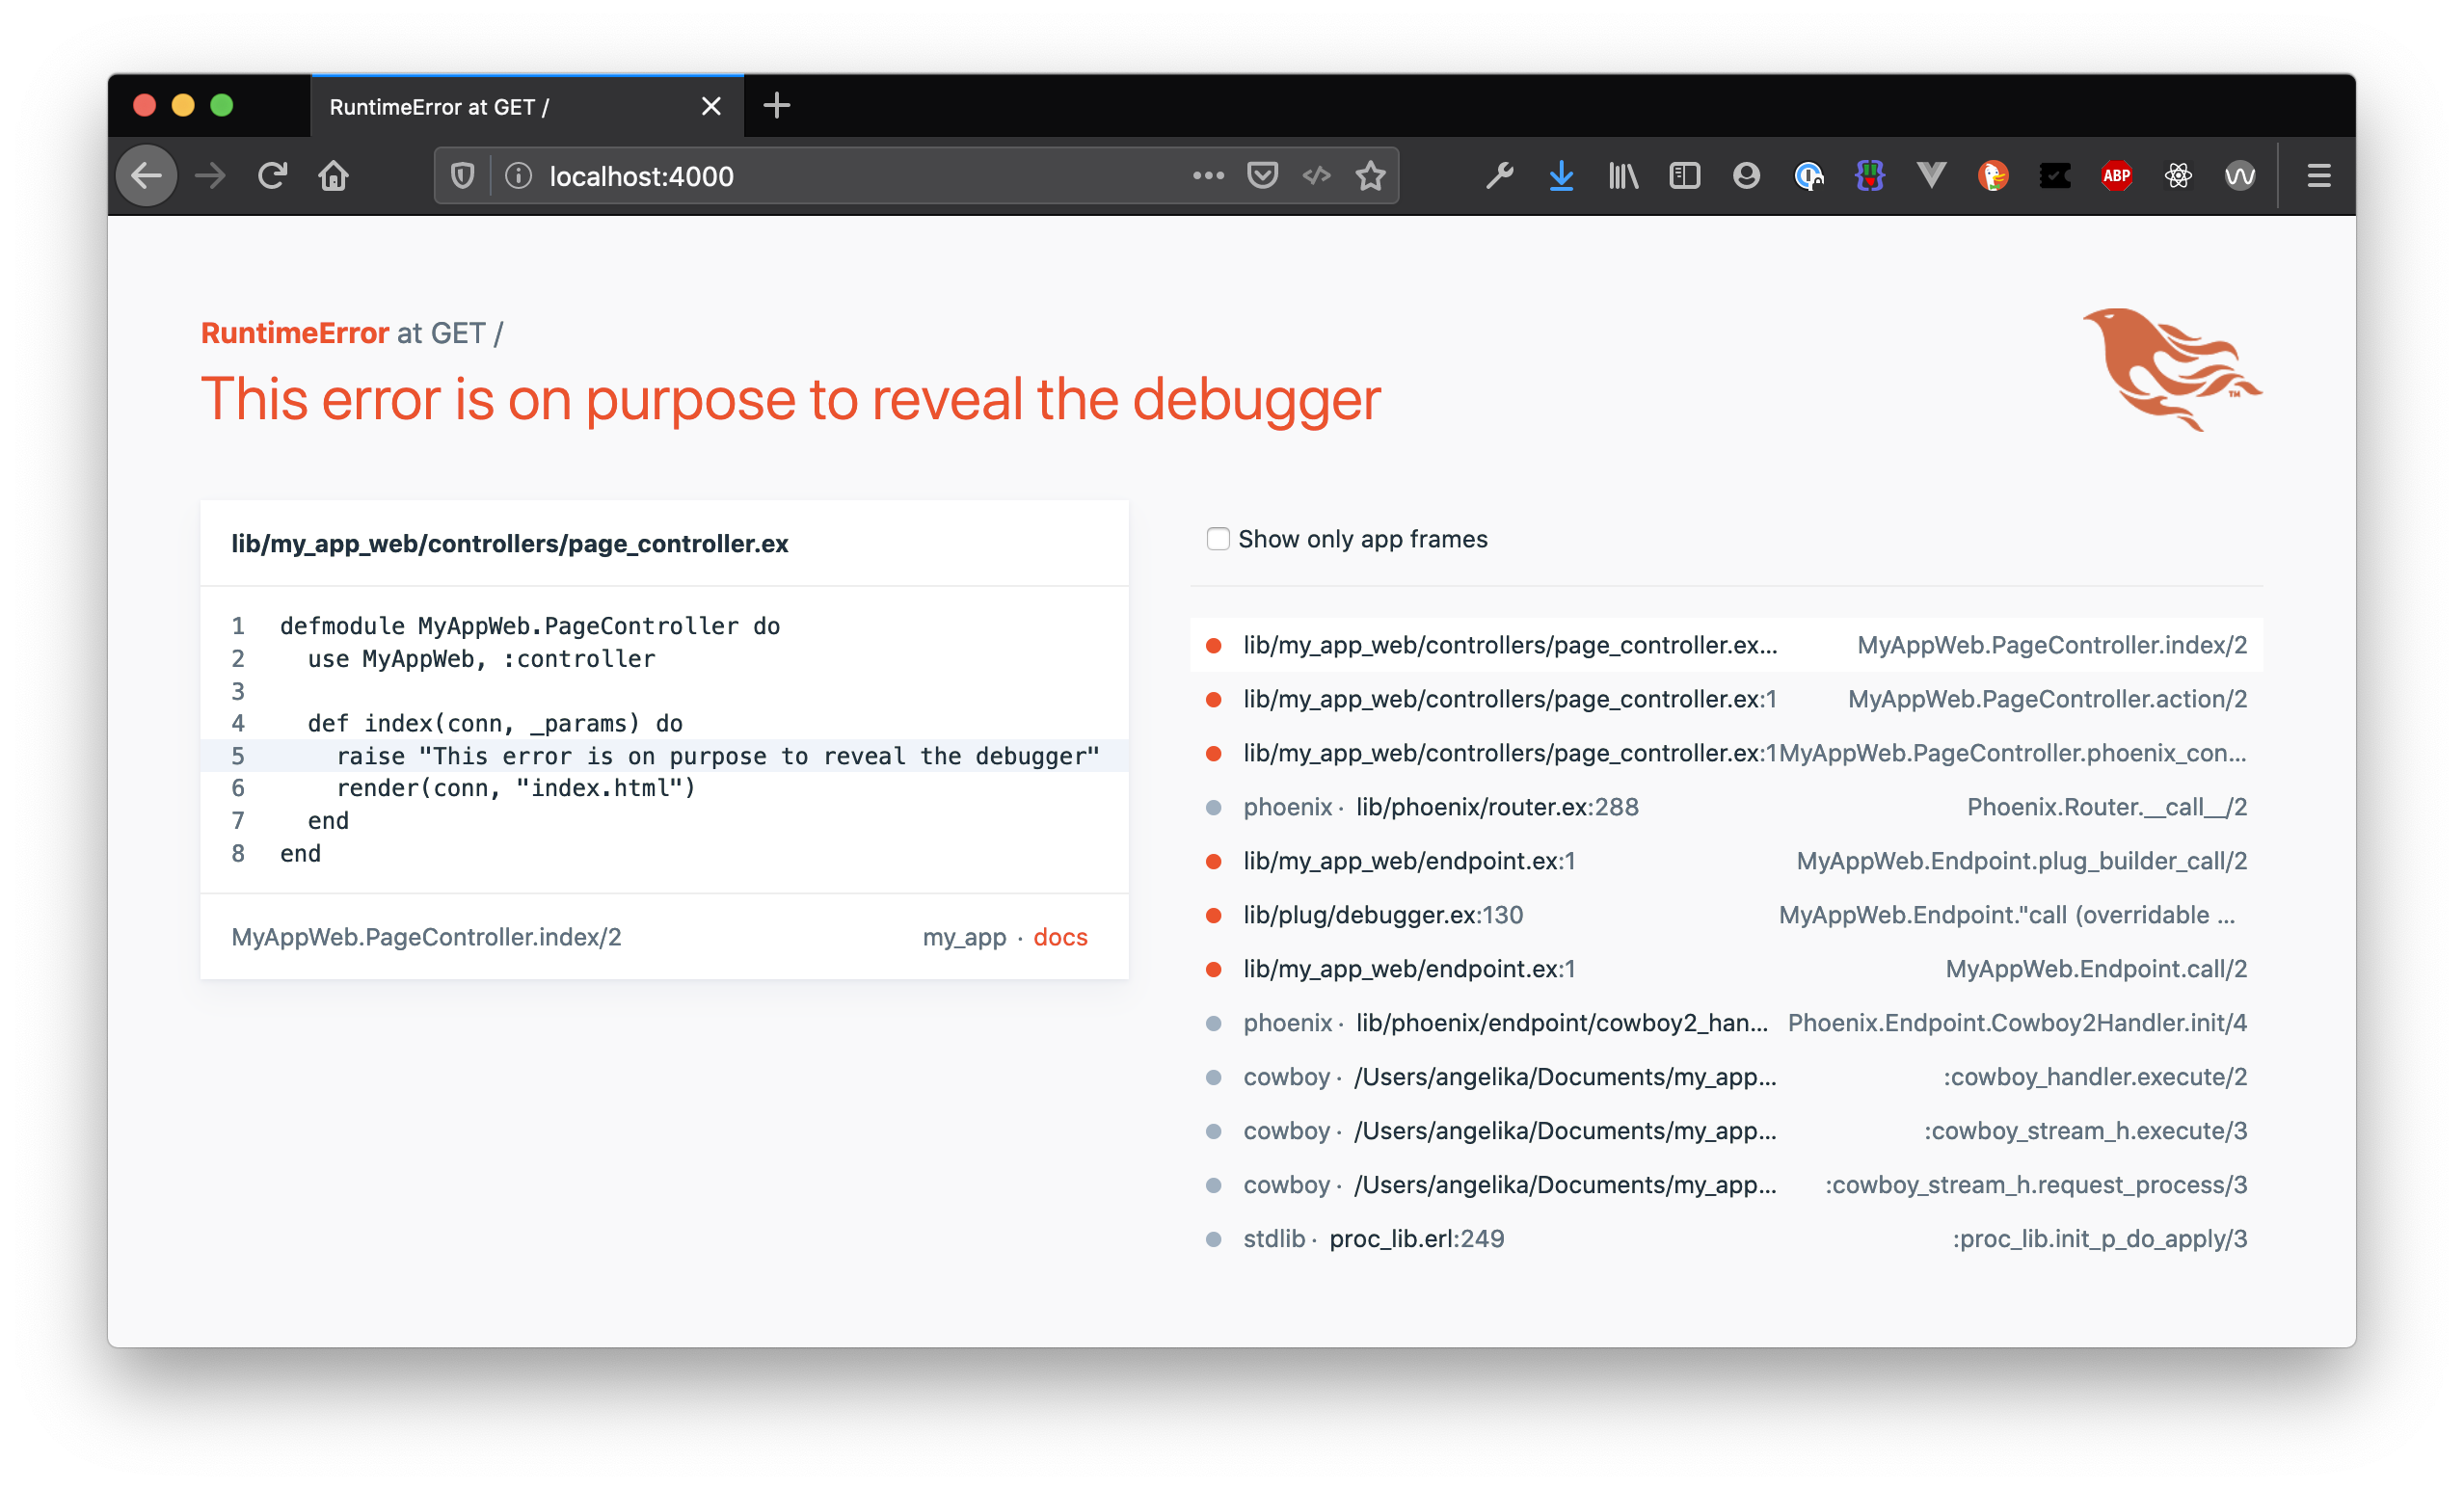 RuntimeError at GET /
localhost:4000
ABP
RuntimeError at GET /
This error is on purpose to reveal the debugger
TM
lib/my_app_web/controllers/page_controller.ex
1 defmodule MyAppWeb.PageController do
2 use MyAppWeb, :controller
3
4 def index(conn, _params) do
5 raise "This error is on purpose to reveal the debugger"
6 render(conn, "index.html")
7 end
8 end
MyAppWeb.PageController.index/2 my_app · docs
Show only app frames
lib/my_app_web/controllers/page_controller.ex... MyAppWeb.PageController.index/2
lib/my_app_web/controllers/page_controller.ex:1 MyAppWeb.PageController.action/2
lib/my_app_web/controllers/page_controller.ex:1 MyAppWeb.PageController.phoenix_con...
phoenix · lib/phoenix/router.ex:288 Phoenix.Router.__call__/2
lib/my_app_web/endpoint.ex:1 MyAppWeb.Endpoint.plug_builder_call/2
lib/plug/debugger.ex:130 MyAppWeb.Endpoint."call (overridable ...
lib/my_app_web/endpoint.ex:1 MyAppWeb.Endpoint.call/2
phoenix · lib/phoenix/endpoint/cowboy2_han... Phoenix.Endpoint.Cowboy2Handler.init/4
cowboy · /Users/angelika/Documents/my_app... :cowboy_handler.execute/2
cowboy · /Users/angelika/Documents/my_app... :cowboy_stream_h.execute/3
cowboy · /Users/angelika/Documents/my_app... :cowboy_stream_h.request_process/3
stdlib · proc_lib.erl:249 :proc_lib.init_p_do_apply/3